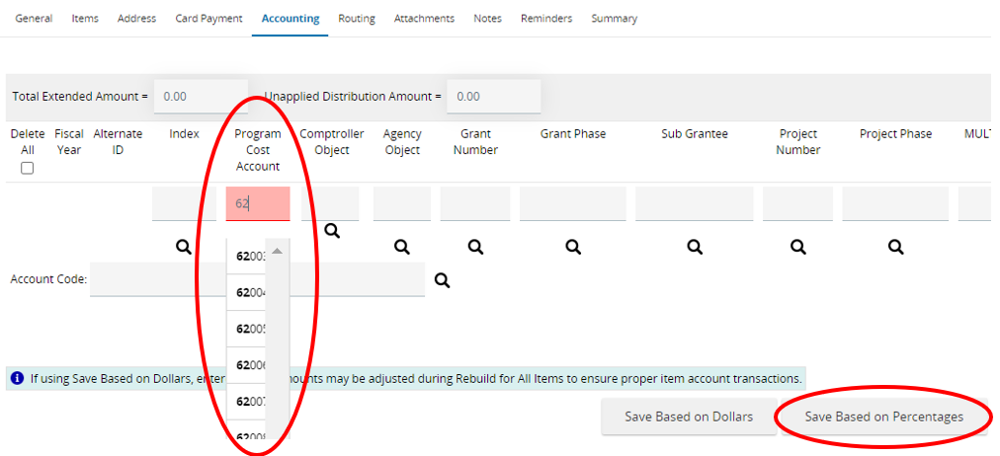 General Items Address Card Payment Accounting Routing Attachments Notes Reminders Summary
Total Extended Amount = 0.00 Unapplied Distribution Amount = 0.00
Delete All Fiscal Year Alternate ID Index Program Cost Account Comptroller Object Agency Object Grant Number Grant Phase Sub Grantee Project Number Project Phase MULT
62
62003
62004
Account Code:
62005
62006
If using Save Based on Dollars, enter mounts may be adjusted during Rebuild for All Items to ensure proper item account transactions.
62007
62008
Save Based on Dollars Save Based on Percentages